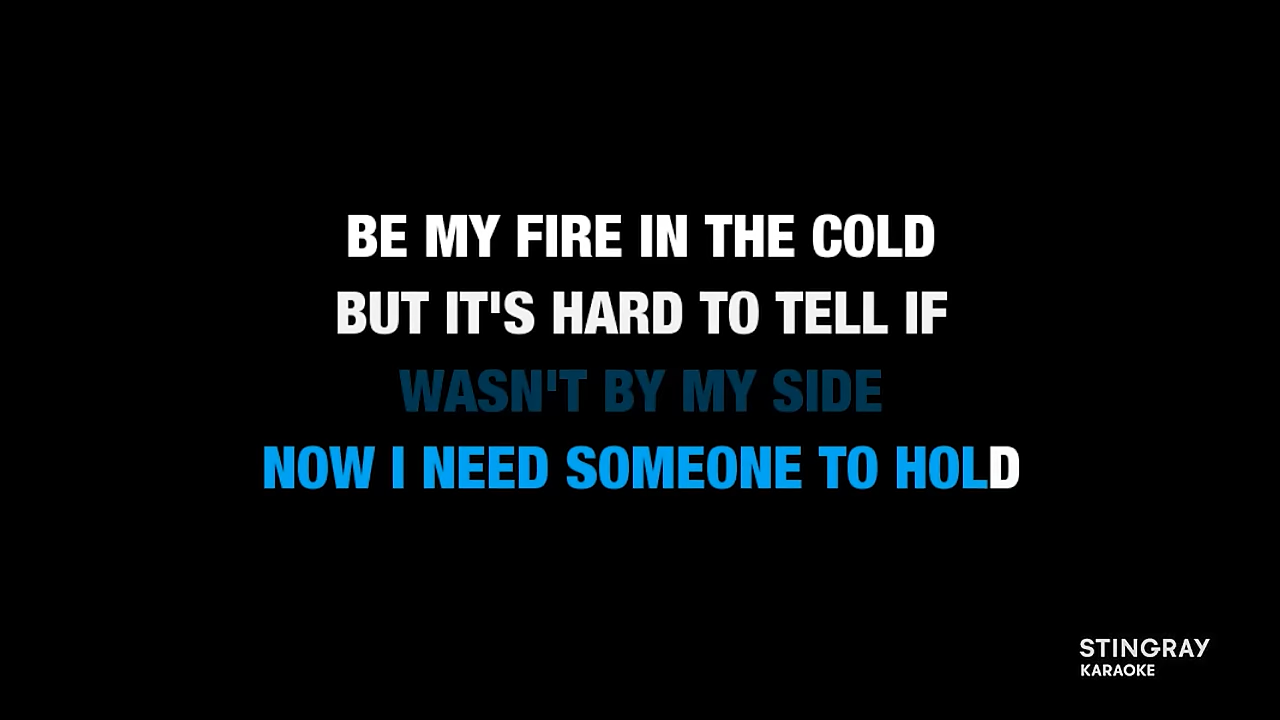 BE MY FIRE IN THE COLD
BUT IT'S HARD TO TELL IF
WASN'T BY MY SIDE
NOW I NEED SOMEONE TO HOLD
STINGRAY
KARAOKE